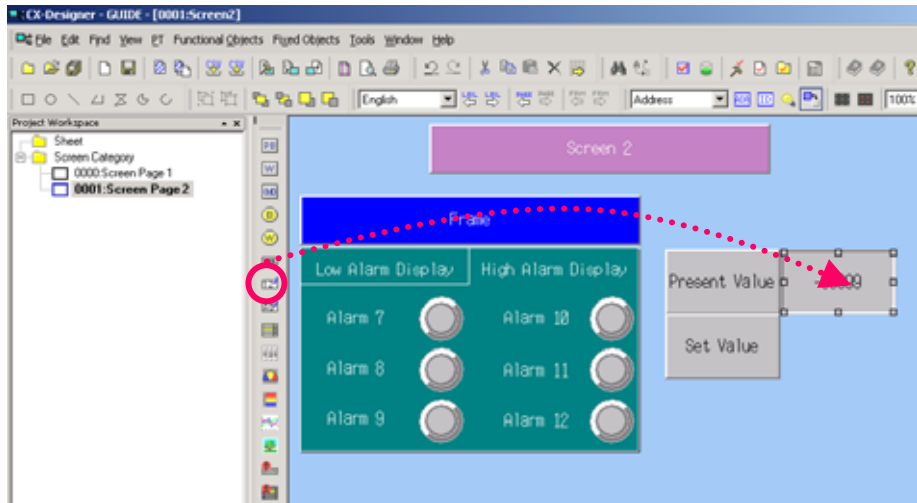 CX-Designer - GUIDE - [0001:Screen2]
File Edit Find View PT Functional Objects Fixed Objects Tools Window Help
English Address 100%
Project Workspace
Sheet
Screen Category
0000:Screen Page 1
0001:Screen Page 2
Screen 2
Frame
Low Alarm Display High Alarm Display
Present Value
Alarm 7 Alarm 10
Set Value
Alarm 8 Alarm 11
Alarm 9 Alarm 12